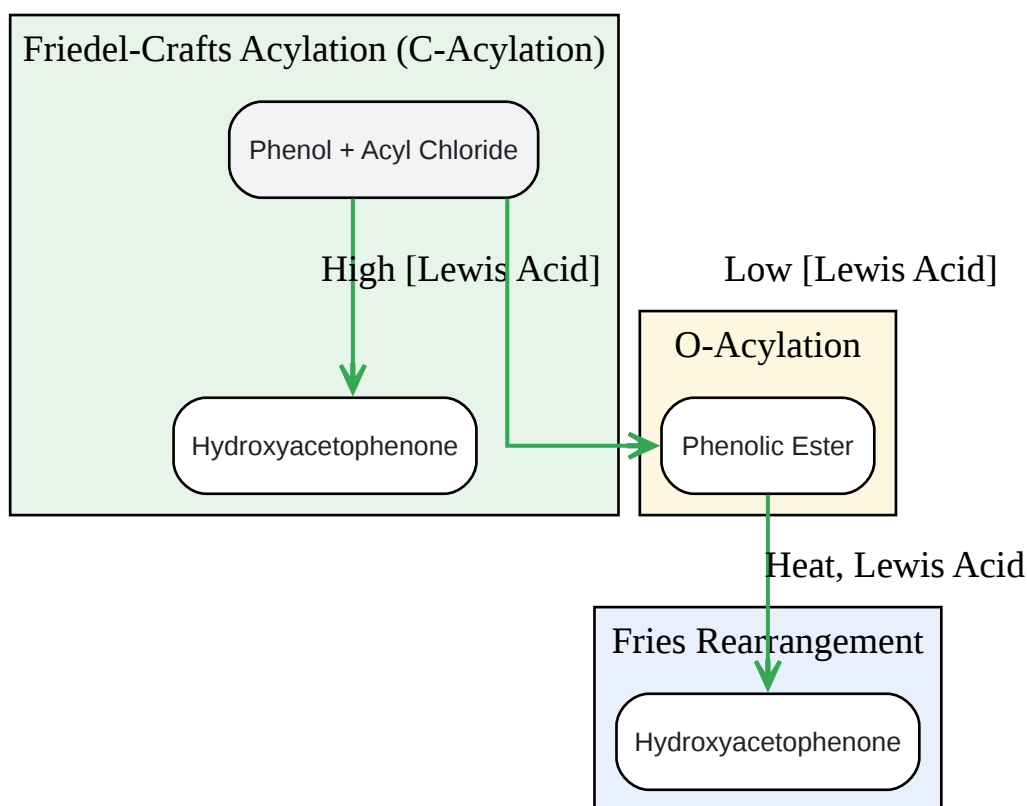 Friedel-Crafts Acylation (C-Acylation)
Phenol + Acyl Chloride
High [Lewis Acid]
Low [Lewis Acid]
O-Acylation
Hydroxyacetophenone
Phenolic Ester
Heat, Lewis Acid
Fries Rearrangement
Hydroxyacetophenone